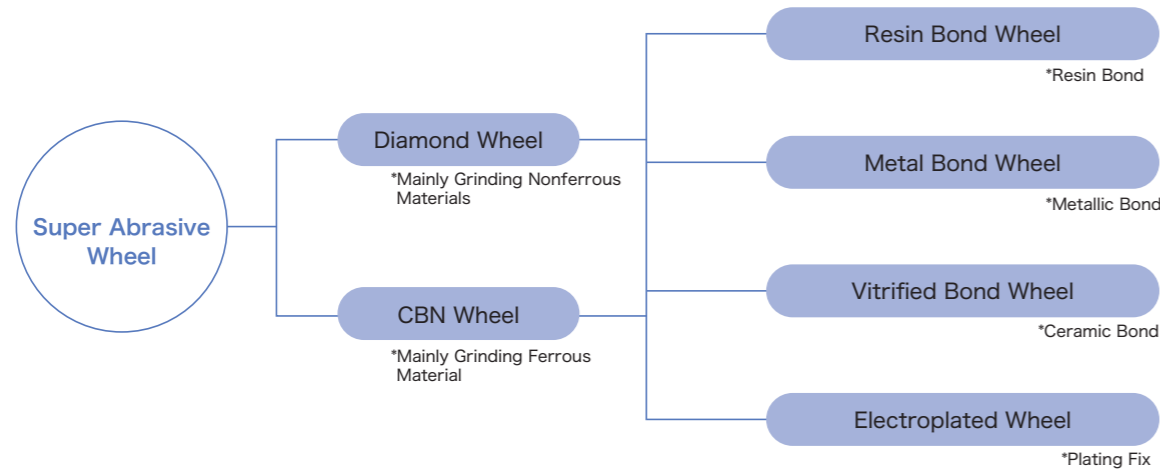 Super Abrasive
Wheel
Diamond Wheel
*Mainly Grinding Nonferrous
Materials
CBN Wheel
*Mainly Grinding Ferrous
Material
Resin Bond Wheel
*Resin Bond
Metal Bond Wheel
*Metallic Bond
Vitrified Bond Wheel
*Ceramic Bond
Electroplated Wheel
*Plating Fix